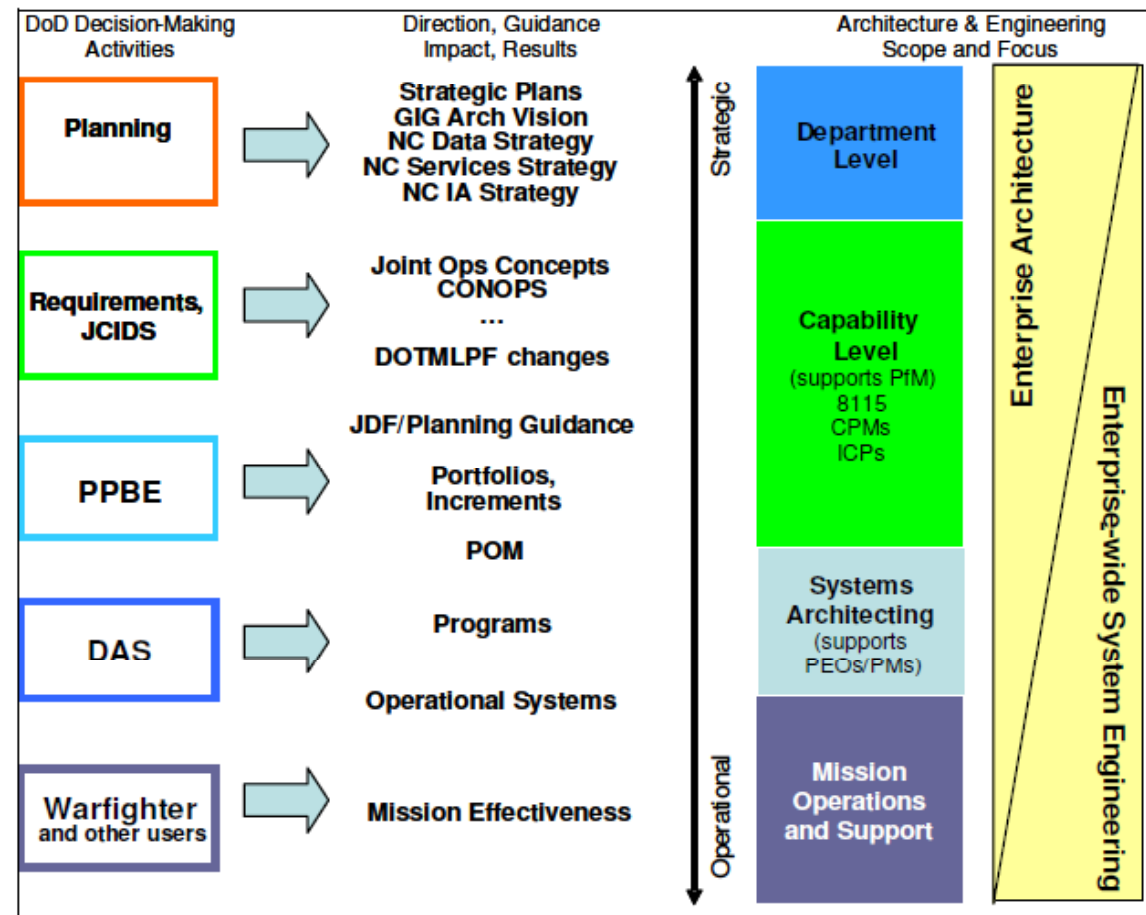 DoD Decision-Making
Activities
Direction, Guidance
Impact, Results
Architecture & Engineering
Scope and Focus
Planning
Strategic Plans
GIG Arch Vision
NC Data Strategy
NC Services Strategy
NC IA Strategy
Requirements,
JCIDS
Joint Ops Concepts
CONOPS
...
DOTMLPF changes
PPBE
JDF/Planning Guidance
Portfolios,
Increments
POM
DAS
Programs
Operational Systems
Warfighter
and other users
Mission Effectiveness
Strategic
Operational
Department
Level
Capability
Level
(supports PfM)
8115
CPMs
ICPs
Systems
Architecting
(supports
PEOs/PMs)
Mission
Operations
and Support
Enterprise Architecture
Enterprise-wide System Engineering